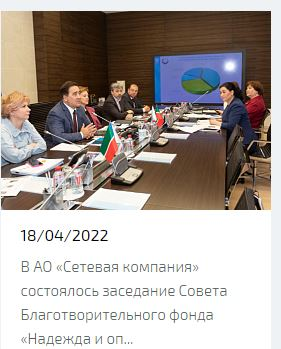 18/04/2022
В АО «Сетевая компания»
состоялось заседание Совета
Благотворительного фонда
«Надежда и оп...